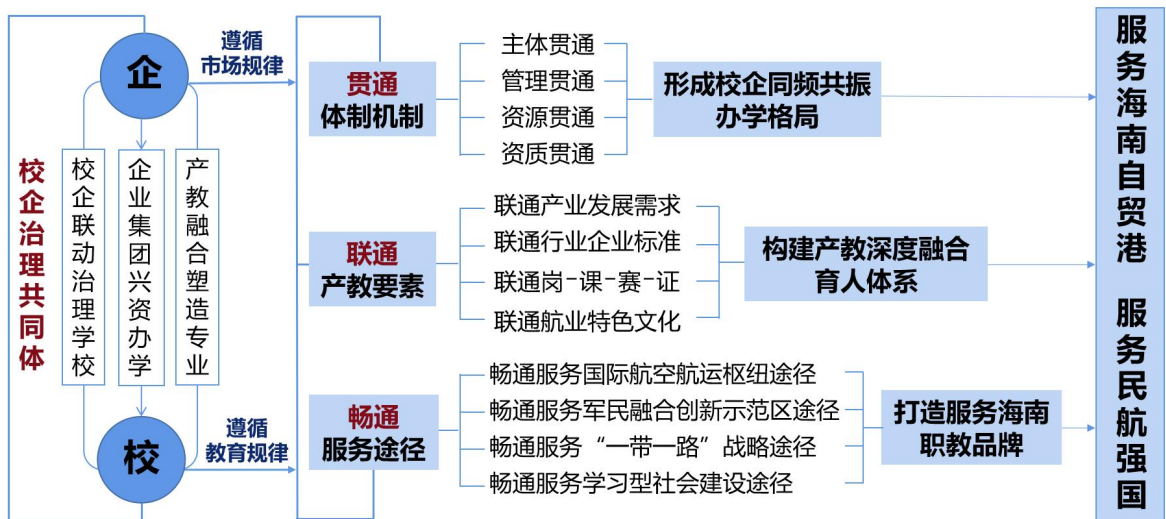 校企治理共同体
企
校企联动治理学校
企业集团兴资办学
产教融合塑造专业
校
遵循
市场规律
遵循
教育规律
贯通
体制机制
主体贯通
管理贯通
资源贯通
资质贯通
形成校企同频共振
办学格局
联通
产教要素
联通产业发展需求
联通行业企业标准
联通岗-课-赛-证
联通航业特色文化
构建产教深度融合
育人体系
畅通
服务途径
畅通服务国际航空航运枢纽途径
畅通服务军民融合创新示范区途径
畅通服务“一带一路”战略途径
畅通服务学习型社会建设途径
打造服务海南
职教品牌
服务海南自贸港 服务民航强国